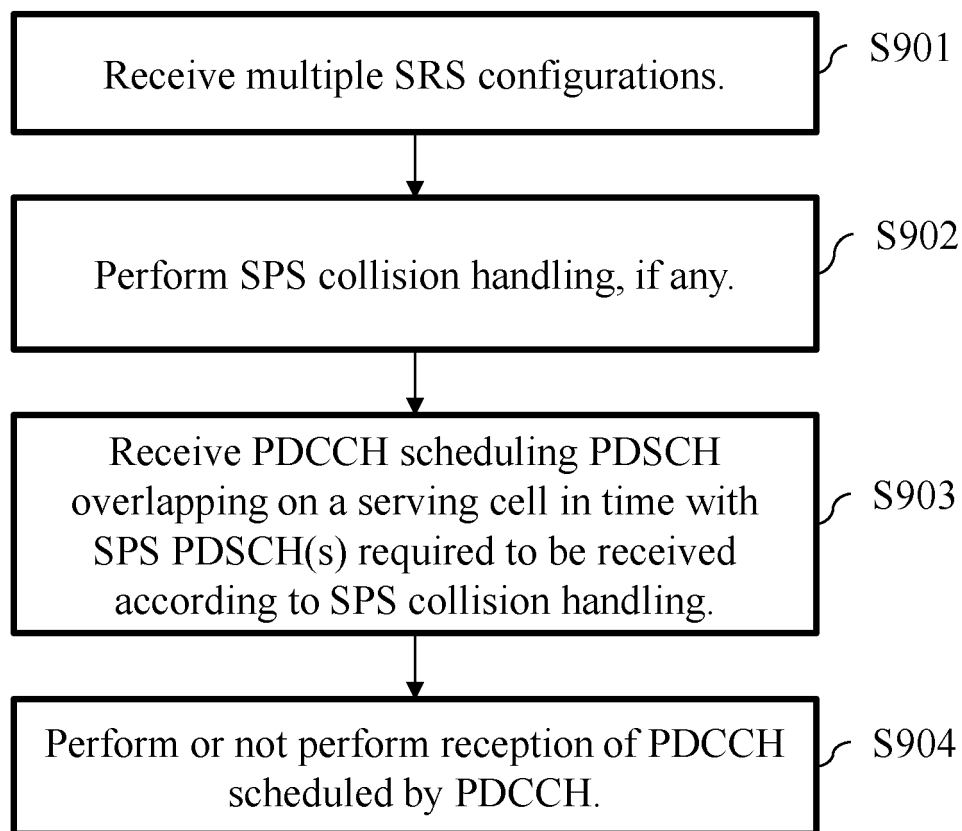 Receive multiple SRS configurations.
S901
Perform SPS collision handling, if any.
S902
Receive PDCCH scheduling PDSCH
overlapping on a serving cell in time with
SPS PDSCH(s) required to be received
according to SPS collision handling.
S903
Perform or not perform reception of PDCCH
scheduled by PDCCH.
S904